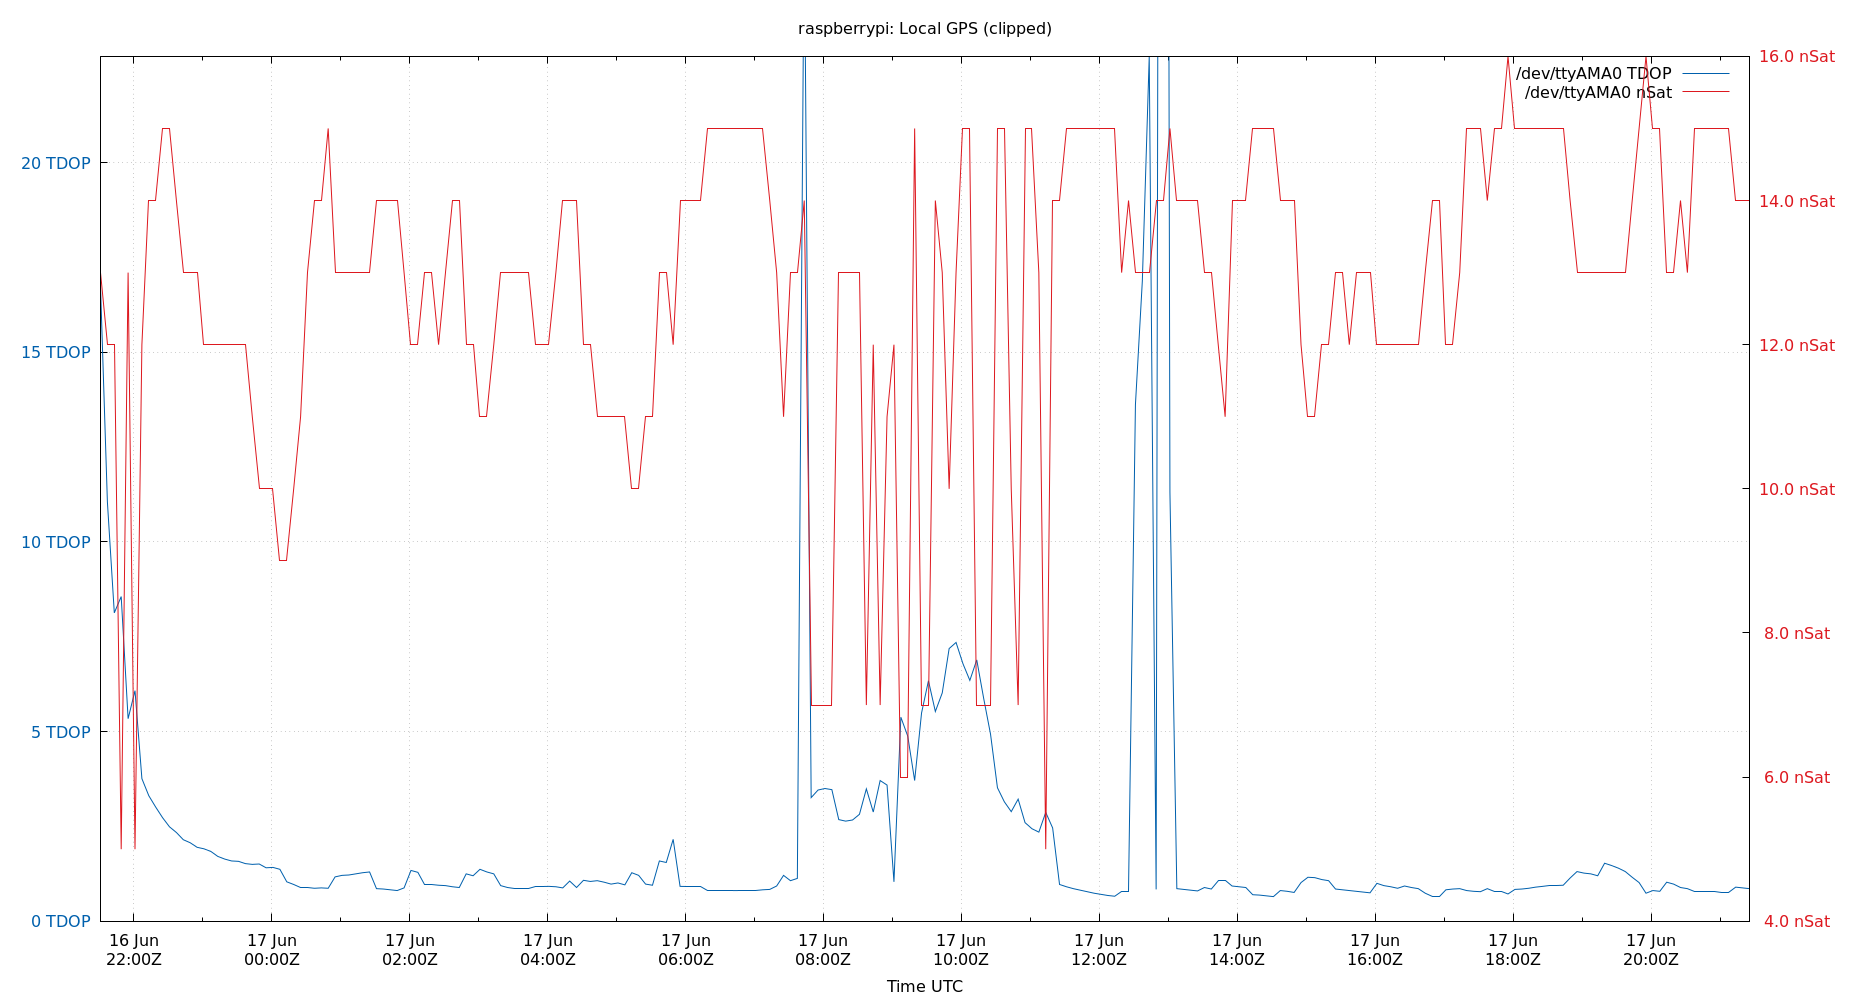 raspberrypi: Local GPS (clipped)
16.0 nSat
/dev/ttyAMA0 TDOP
/dev/ttyAMA0 nSat
20 TDOP
14.0 nSat
15 TDOP
12.0 nSat
10.0 nSat
10 TDOP
8.0 nSat
5 TDOP
6.0 nSat
0 TDOP
4.0 nSat
16 Jun 17 Jun 17 Jun 17 Jun 17 Jun 17 Jun 17 Jun 17 Jun 17 Jun 17 Jun 17 Jun 17 Jun
22:00Z 00:00Z 02:00Z 04:00Z 06:00Z 08:00Z 10:00Z 12:00Z 14:00Z 16:00Z 18:00Z 20:00Z
Time UTC